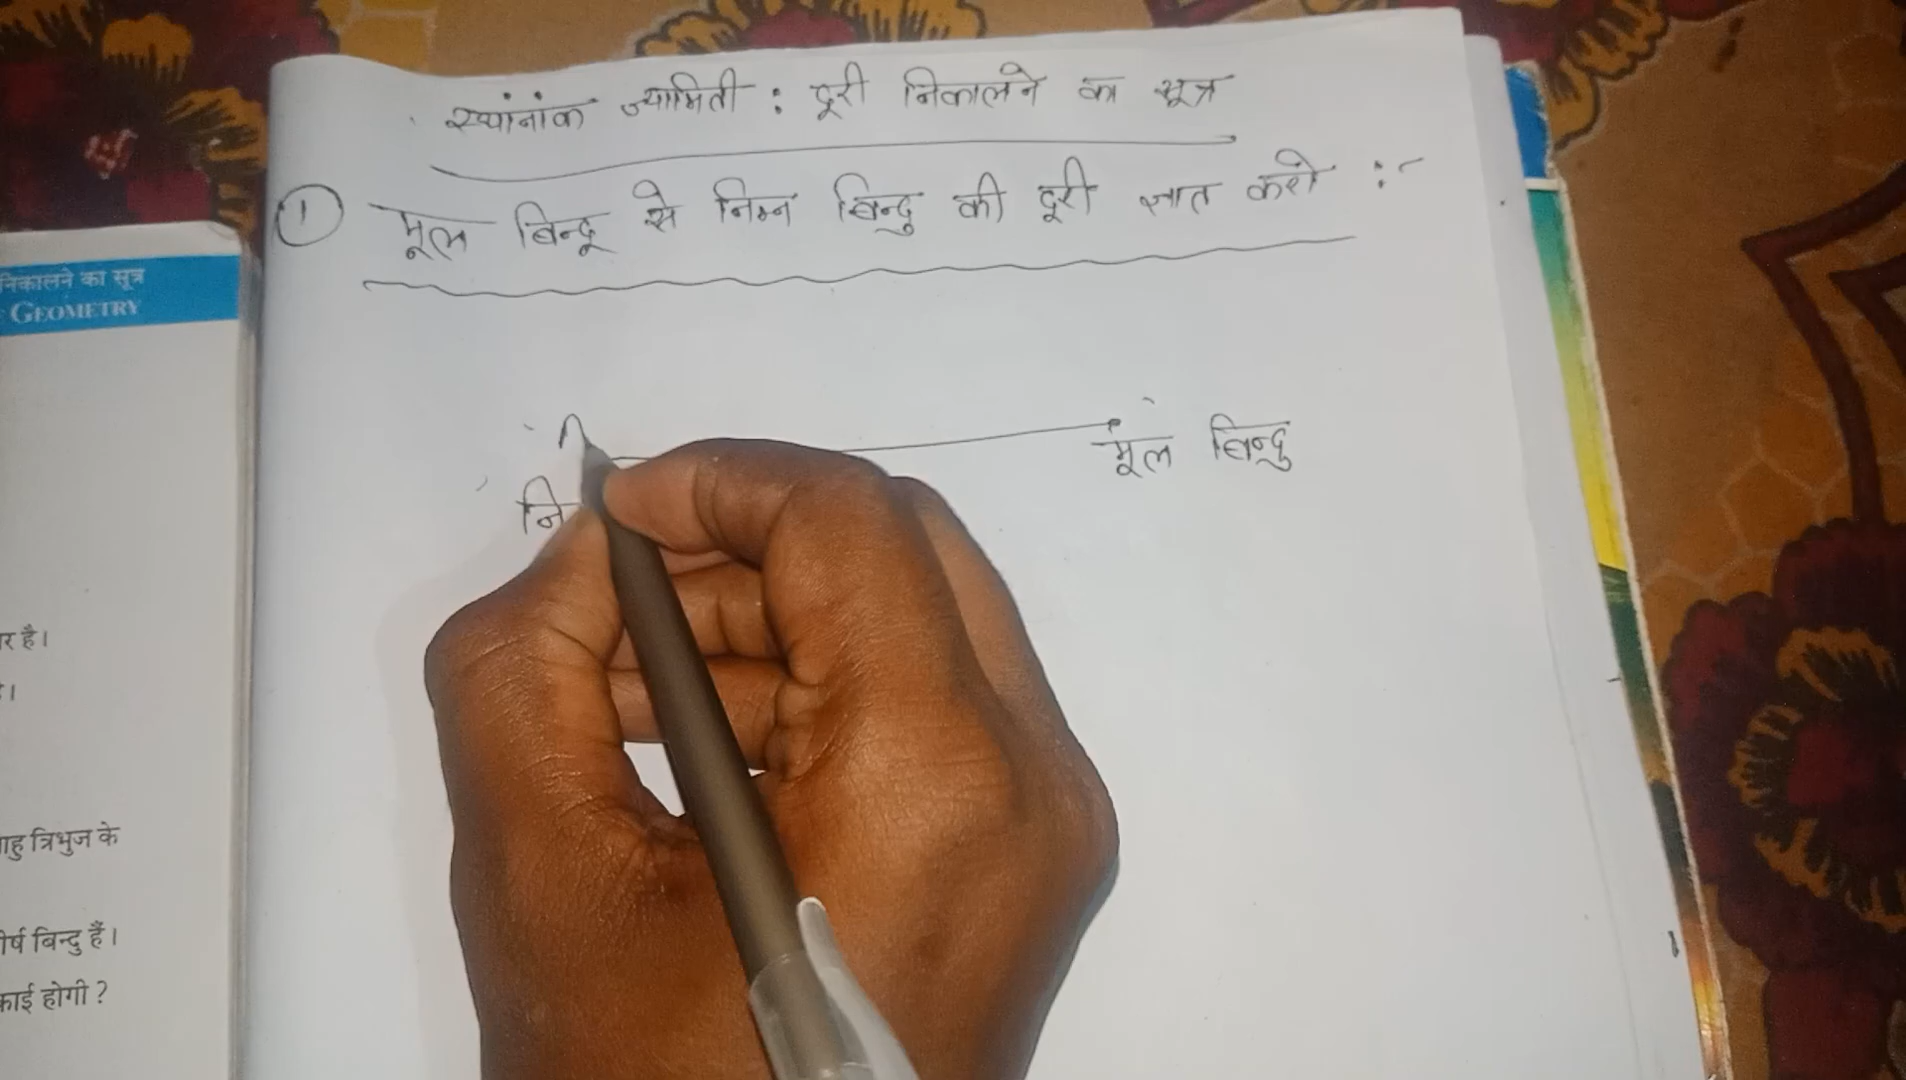 स्थांनांक ज्यामिती : दूरी निकालने का सूत्र
① मूल बिन्दू से निम्न बिन्दु की दूरी ज्ञात करो :-
मूल बिन्दु
नि
निकालने का सूत्र
GEOMETRY
र है।
है।
बाहु त्रिभुज के
शीर्ष बिन्दु हैं।
काई होगी ?